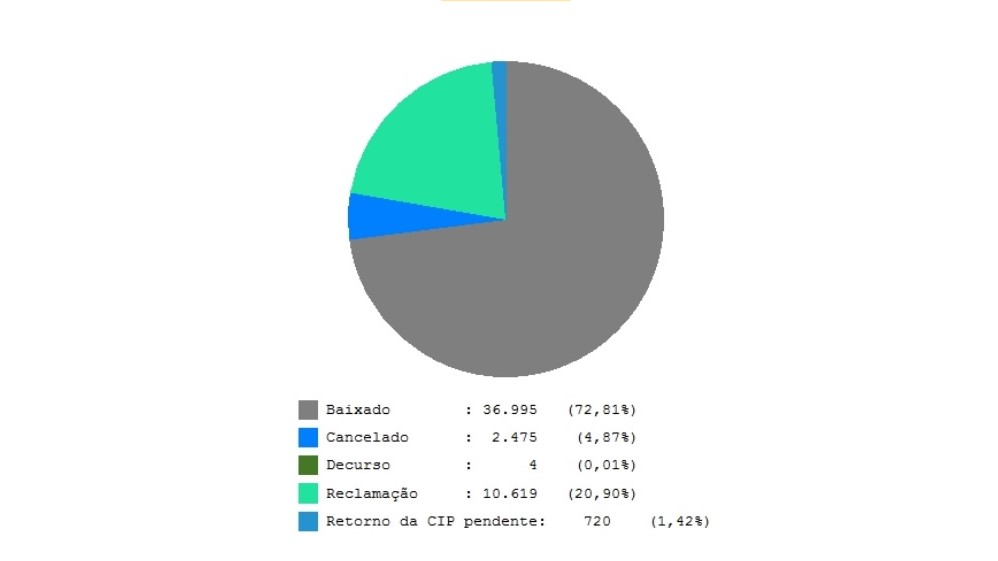 Baixado : 36.995 (72,81%)
Cancelado : 2.475 (4,87%)
Decurso : 4 (0,01%)
Reclamação : 10.619 (20,90%)
Retorno da CIP pendente: 720 (1,42%)